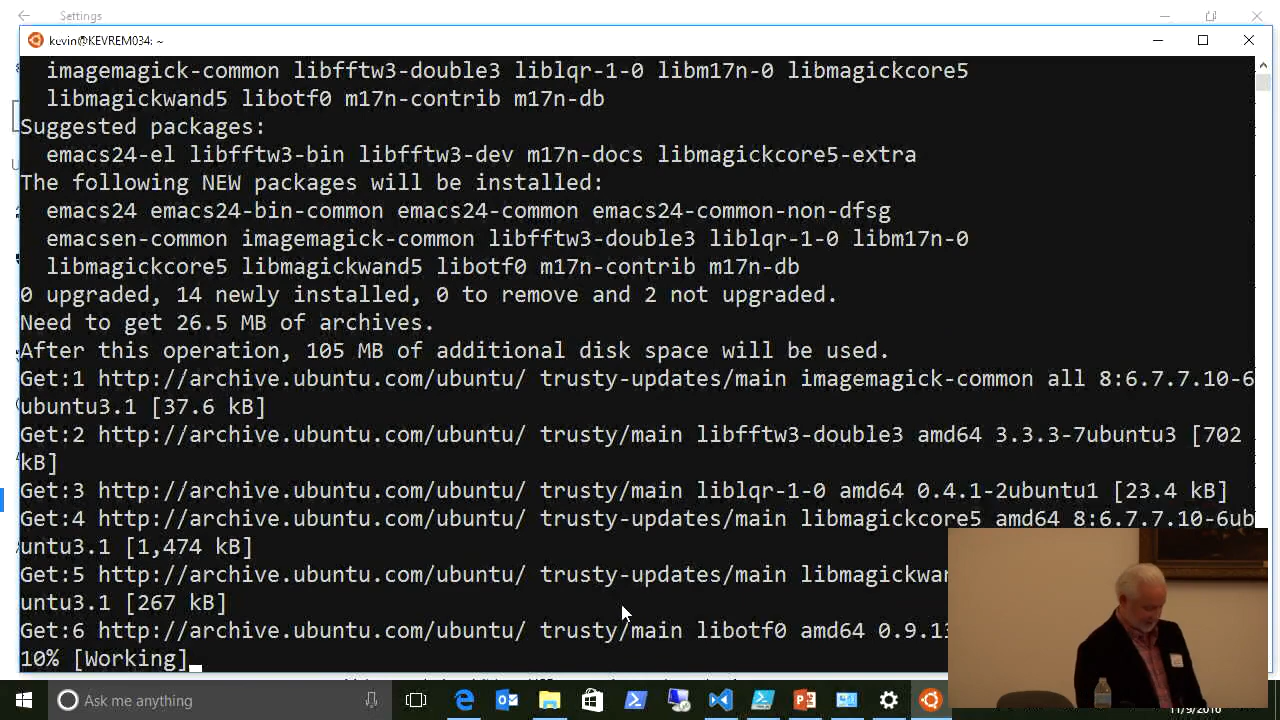 Settings
kevin@KEVREM034: ~
imagemagick-common libfftw3-double3 liblqr-1-0 libm17n-0 libmagickcore5
libmagickwand5 libotf0 m17n-contrib m17n-db
Suggested packages:
emacs24-el libfftw3-bin libfftw3-dev m17n-docs libmagickcore5-extra
The following NEW packages will be installed:
emacs24 emacs24-bin-common emacs24-common emacs24-common-non-dfsg
emacsen-common imagemagick-common libfftw3-double3 liblqr-1-0 libm17n-0
libmagickcore5 libmagickwand5 libotf0 m17n-contrib m17n-db
0 upgraded, 14 newly installed, 0 to remove and 2 not upgraded.
Need to get 26.5 MB of archives.
After this operation, 105 MB of additional disk space will be used.
Get:1 http://archive.ubuntu.com/ubuntu/ trusty-updates/main imagemagick-common all 8:6.7.7.10-6
ubuntu3.1 [37.6 kB]
Get:2 http://archive.ubuntu.com/ubuntu/ trusty/main libfftw3-double3 amd64 3.3.3-7ubuntu3 [702
kB]
Get:3 http://archive.ubuntu.com/ubuntu/ trusty/main liblqr-1-0 amd64 0.4.1-2ubuntu1 [23.4 kB]
Get:4 http://archive.ubuntu.com/ubuntu/ trusty-updates/main libmagickcore5 amd64 8:6.7.7.10-6ub
untu3.1 [1,474 kB]
Get:5 http://archive.ubuntu.com/ubuntu/ trusty-updates/main libmagickwan
untu3.1 [267 kB]
Get:6 http://archive.ubuntu.com/ubuntu/ trusty/main libotf0 amd64 0.9.13
10% [Working]
Ask me anything
11/9/2016